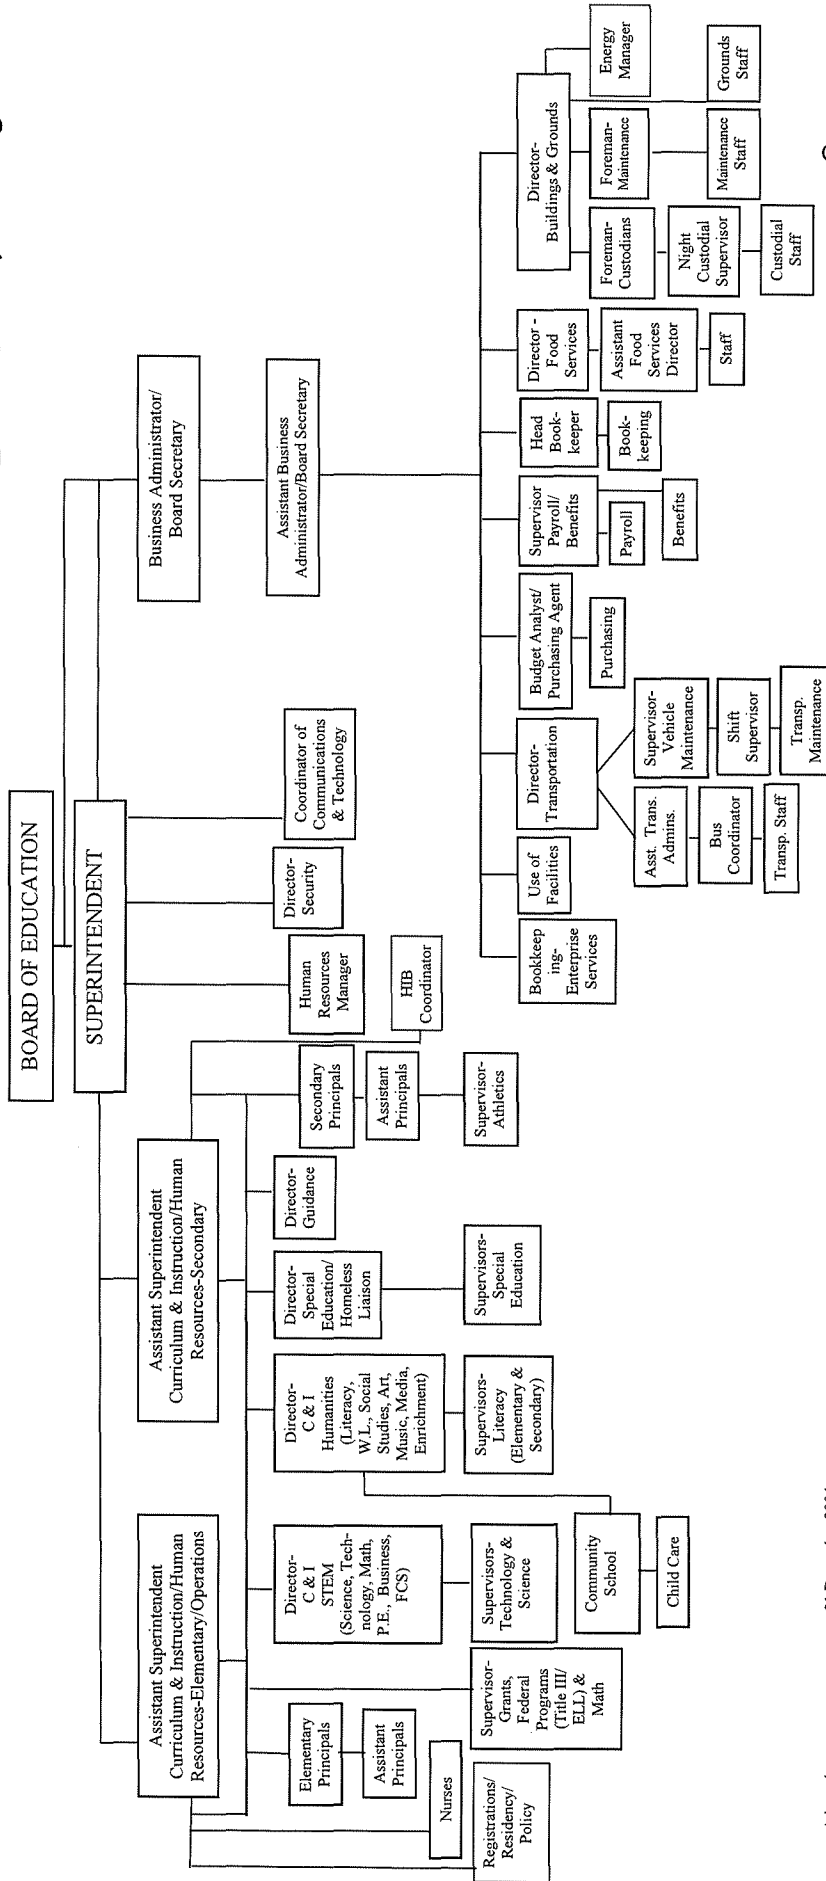 BOARD OF EDUCATION
SUPERINTENDENT
Assistant Superintendent
Curriculum & Instruction/Human
Resources-Elementary/Operations
Assistant Superintendent
Curriculum & Instruction/Human
Resources-Secondary
Business Administrator/
Board Secretary
Assistant Business
Administrator/Board Secretary
Human
Resources
Manager
Director-
Security
Coordinator of
Communications
& Technology
HIB
Coordinator
Registrations/
Residency/
Policy
Nurses
Elementary
Principals
Assistant
Principals
Supervisor-
Grants,
Federal
Programs
(Title III/
ELL) &
Math
Director-
C & I
STEM
(Science, Tech-
nology, Math,
P.E., Business,
FCS)
Supervisors-
Technology &
Science
Community
School
Child Care
Director-
C & I
Humanities
(Literacy,
W.L., Social
Studies, Art,
Music, Media,
Enrichment)
Supervisors-
Literacy
(Elementary &
Secondary)
Director-
Special
Education/
Homeless
Liaison
Supervisors-
Special
Education
Director-
Guidance
Secondary
Principals
Assistant
Principals
Supervisor-
Athletics
Bookkeep
ing-
Enterprise
Services
Use of
Facilities
Director-
Transportation
Asst. Trans.
Admins.
Bus
Coordinator
Transp. Staff
Supervisor-
Vehicle
Maintenance
Shift
Supervisor
Transp.
Maintenance
Budget Analyst/
Purchasing Agent
Purchasing
Supervisor
Payroll/
Benefits
Payroll
Benefits
Head
Book-
keeper
Book-
keeping
Director -
Food
Services
Assistant
Food
Services
Director
Staff
Director-
Buildings & Grounds
Foreman-
Custodians
Night
Custodial
Supervisor
Custodial
Staff
Foreman-
Maintenance
Maintenance
Staff
Energy
Manager
Grounds
Staff